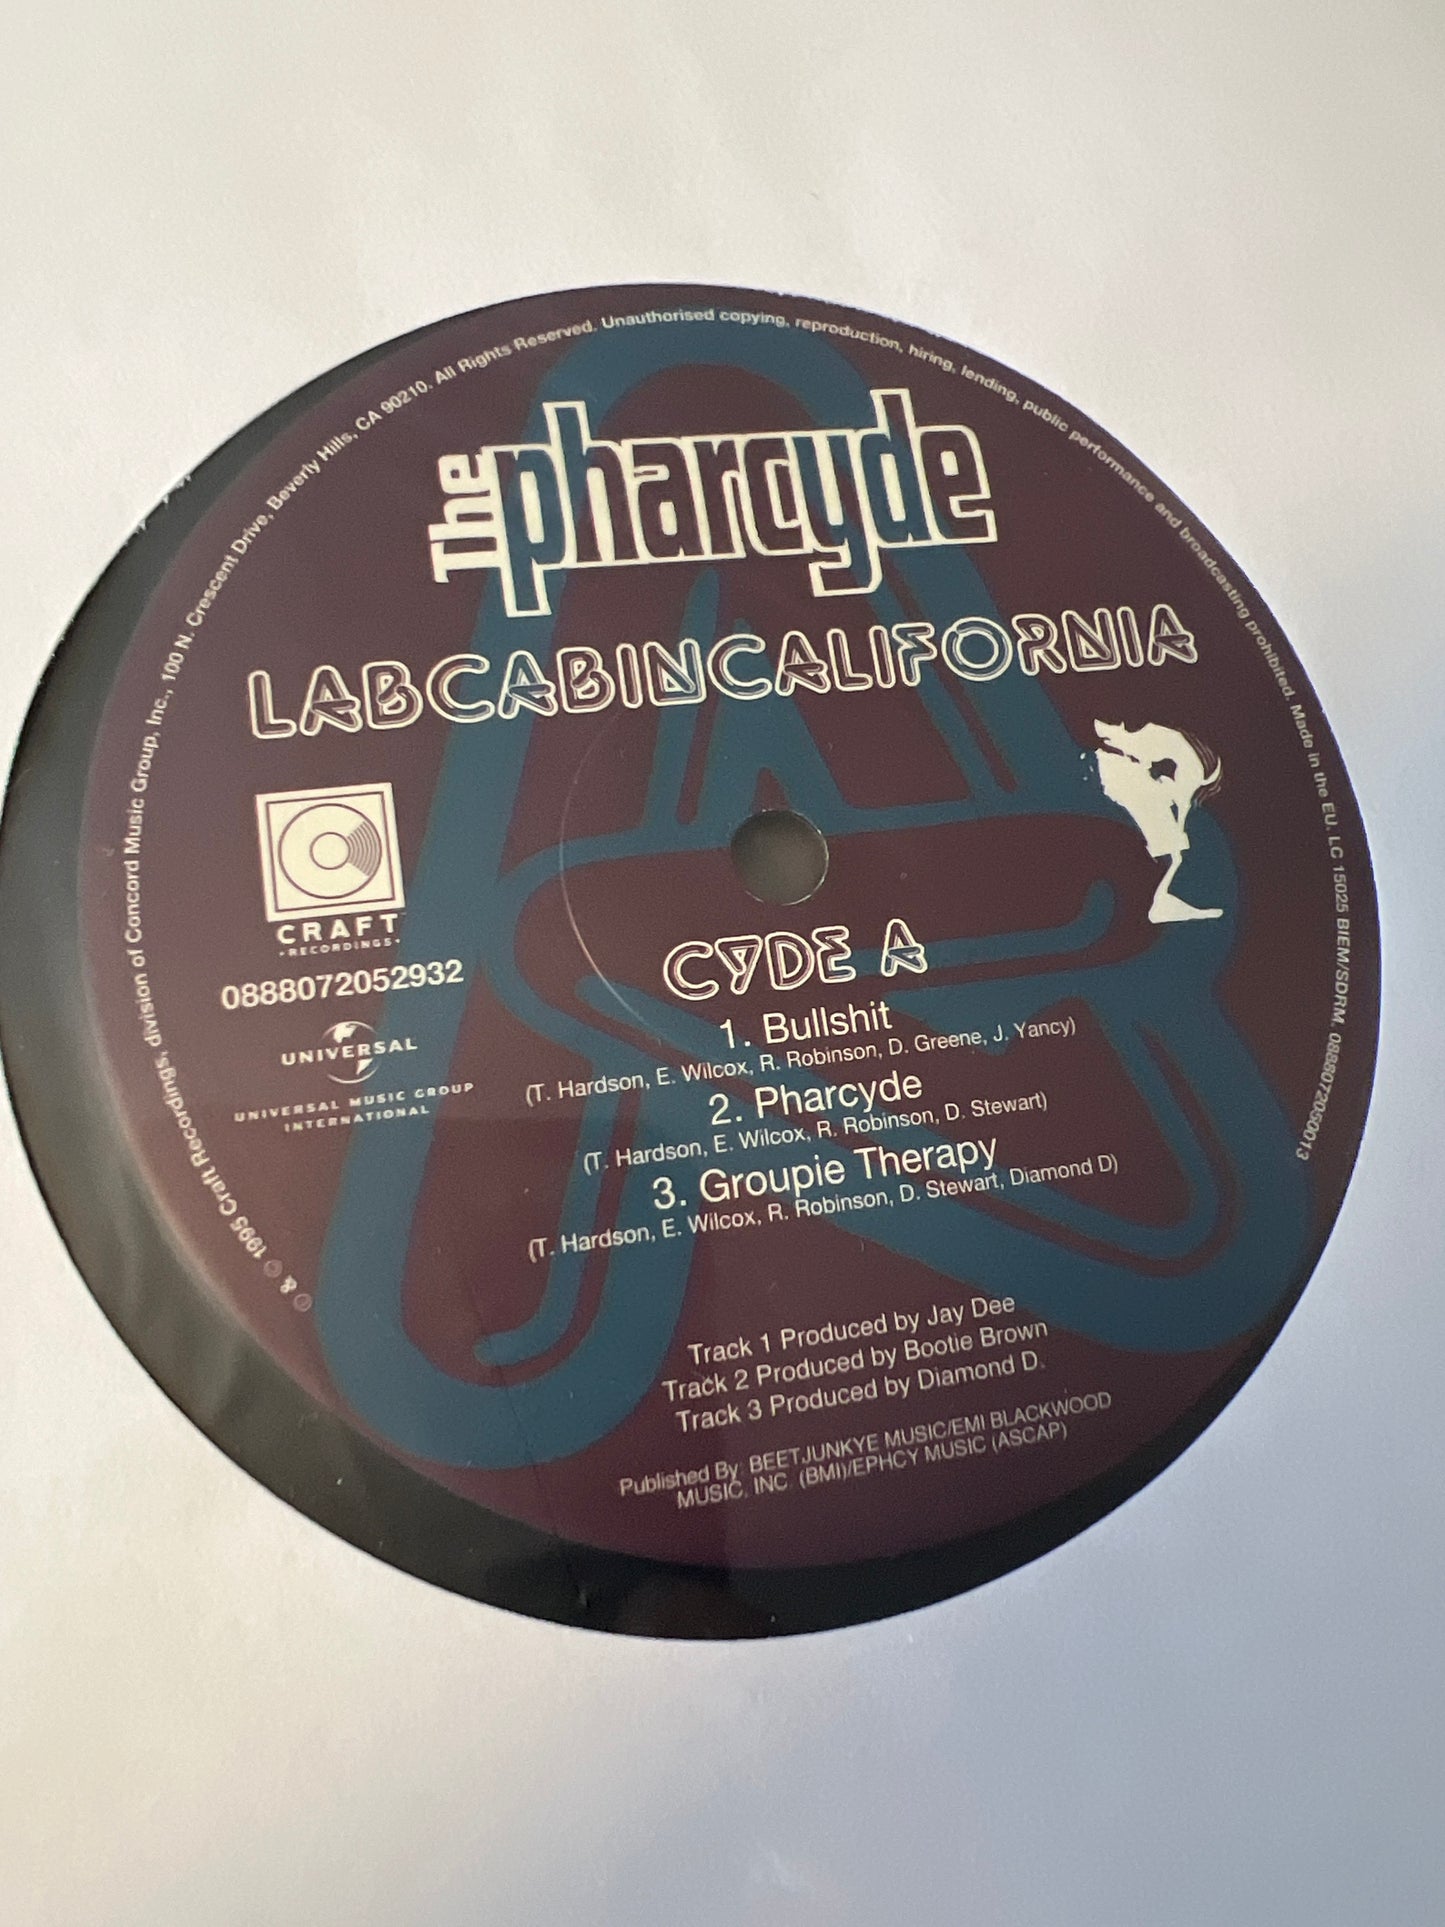 ℗ & © 1995 Craft Recordings, division of Concord Music Group, Inc., 100 N. Crescent Drive, Beverly Hills, CA 90210. All Rights Reserved. Unauthorised copying, reproduction, hiring, lending, public performance and broadcasting prohibited. Made in the EU. LC 15025 BIEM/SDRM. 0888072050013
The pharcyde
LABCABINCALIFORNIA
CRAFT
RECORDINGS
0888072052932
UNIVERSAL
UNIVERSAL MUSIC GROUP
INTERNATIONAL
CYDE A
1. Bullshit
(T. Hardson, E. Wilcox, R. Robinson, D. Greene, J. Yancy)
2. Pharcyde
(T. Hardson, E. Wilcox, R. Robinson, D. Stewart)
3. Groupie Therapy
(T. Hardson, E. Wilcox, R. Robinson, D. Stewart, Diamond D)
Track 1 Produced by Jay Dee
Track 2 Produced by Bootie Brown
Track 3 Produced by Diamond D.
Published By: BEETJUNKYE MUSIC/EMI BLACKWOOD
MUSIC, INC. (BMI)/EPHCY MUSIC (ASCAP)